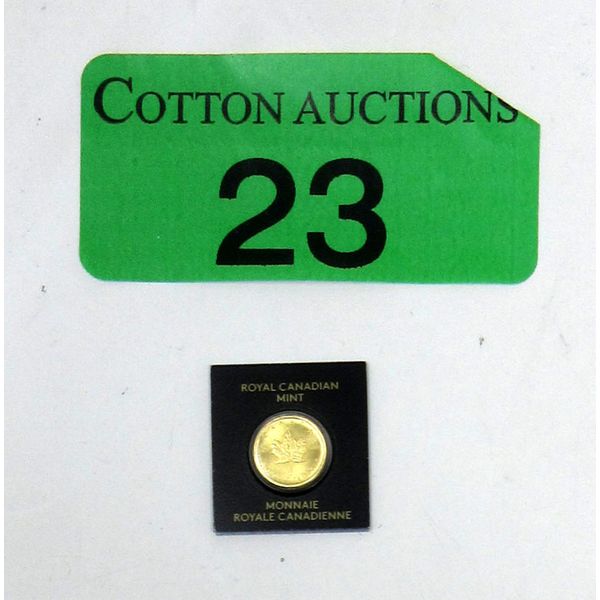 COTTON AUCTIONS
23
ROYAL CANADIAN
MINT
MONNAIE
ROYALE CANADIENNE